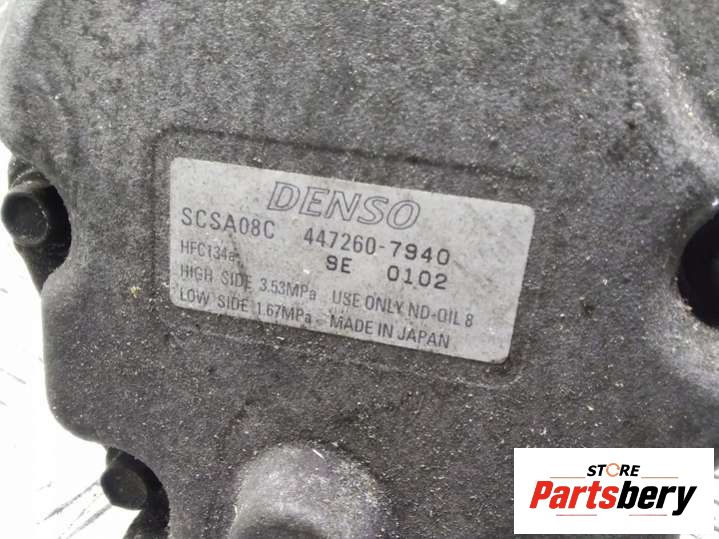 DENSO
SCSA08C 447260-7940
HFC134a 9E 0102
HIGH SIDE 3.53MPa USE ONLY ND-OIL 8
LOW SIDE 1.67MPa MADE IN JAPAN
STORE
Partsbery